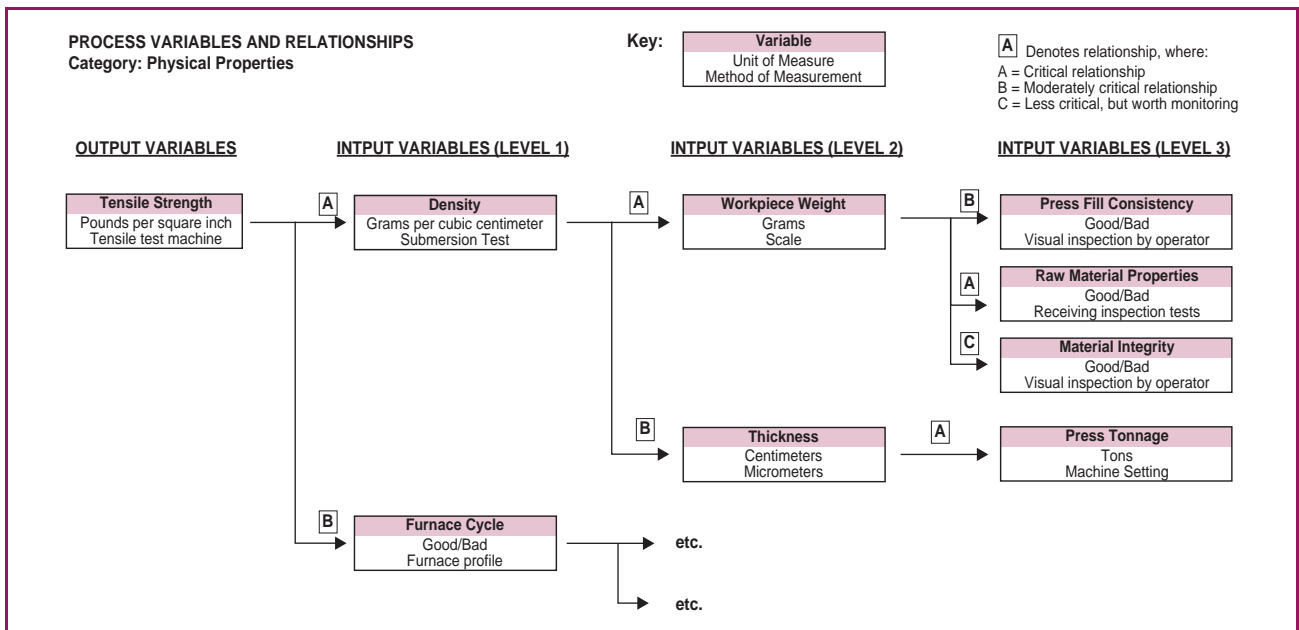 PROCESS VARIABLES AND RELATIONSHIPS
Category: Physical Properties
Key:
Variable
Unit of Measure
Method of Measurement
A Denotes relationship, where:
A = Critical relationship
B = Moderately critical relationship
C = Less critical, but worth monitoring
OUTPUT VARIABLES
INTPUT VARIABLES (LEVEL 1)
INTPUT VARIABLES (LEVEL 2)
INTPUT VARIABLES (LEVEL 3)
Tensile Strength
Pounds per square inch
Tensile test machine
A
Density
Grams per cubic centimeter
Submersion Test
A
Workpiece Weight
Grams
Scale
B
Press Fill Consistency
Good/Bad
Visual inspection by operator
A
Raw Material Properties
Good/Bad
Receiving inspection tests
C
Material Integrity
Good/Bad
Visual inspection by operator
B
Thickness
Centimeters
Micrometers
A
Press Tonnage
Tons
Machine Setting
B
Furnace Cycle
Good/Bad
Furnace profile
etc.
etc.